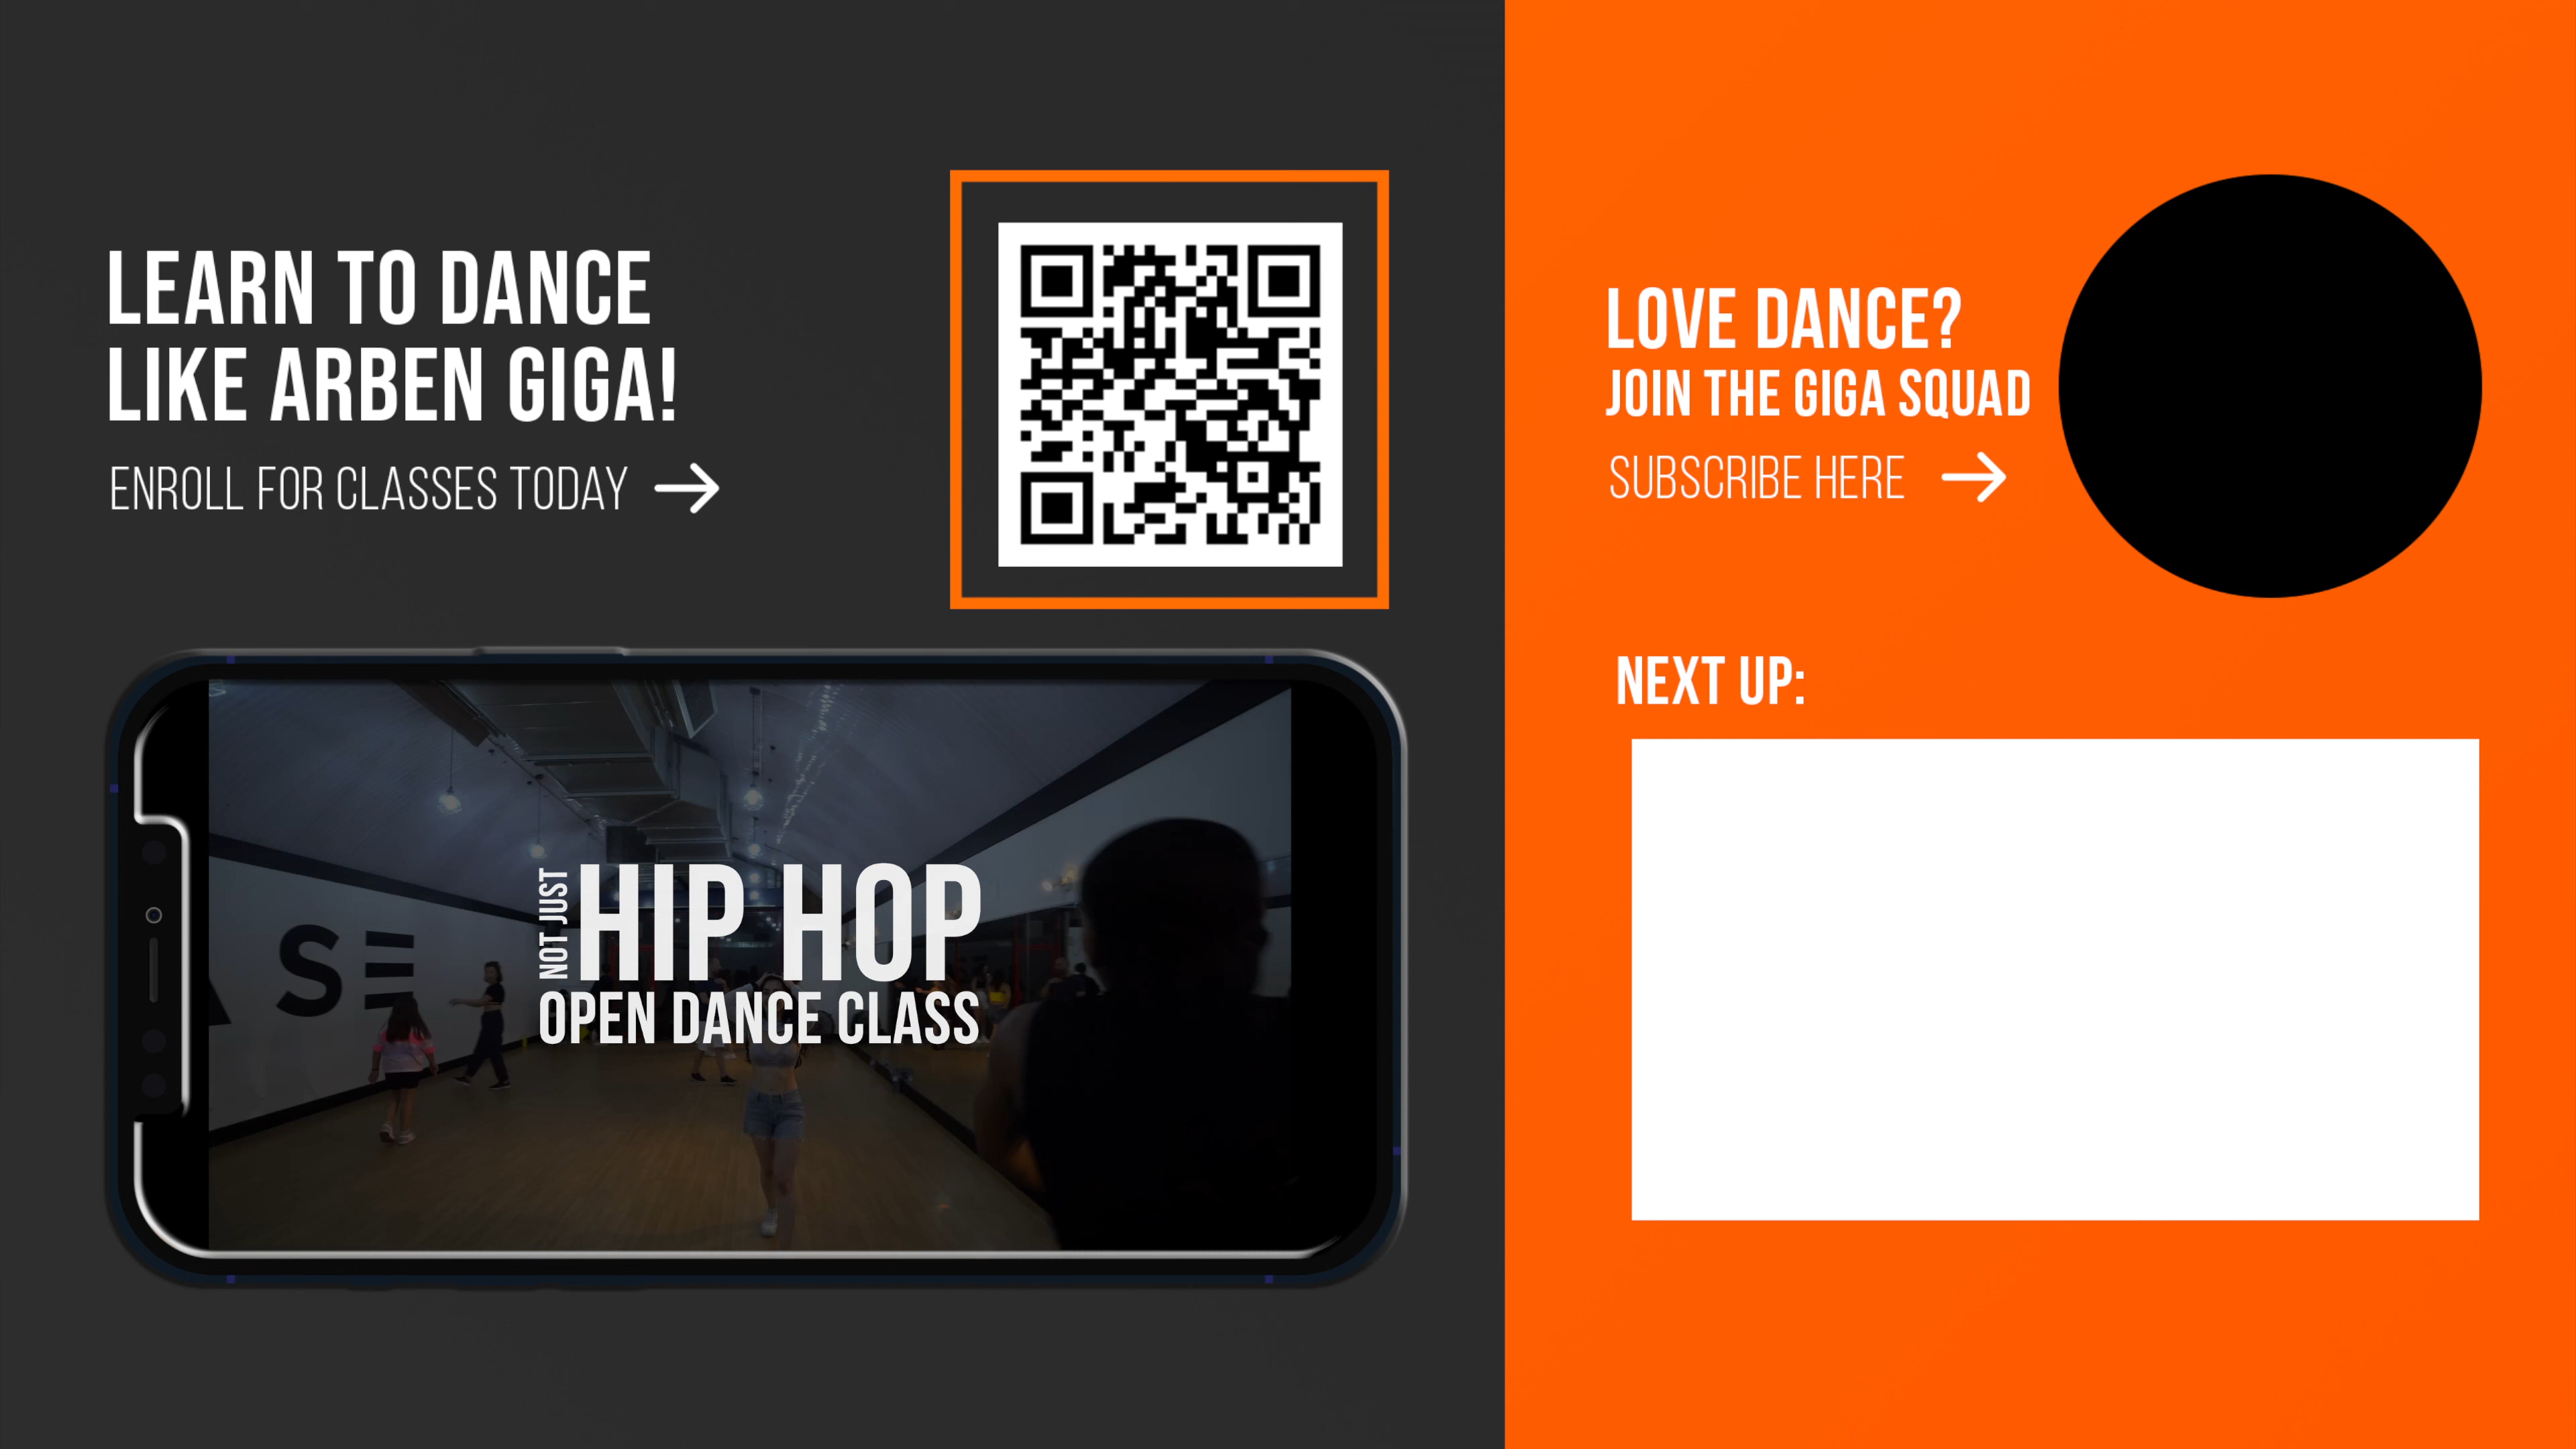 LEARN TO DANCE
LIKE ARBEN GIGA!
ENROLL FOR CLASSES TODAY
NOT JUST
HIP HOP
OPEN DANCE CLASS
SE
LOVE DANCE?
JOIN THE GIGA SQUAD
SUBSCRIBE HERE
NEXT UP: